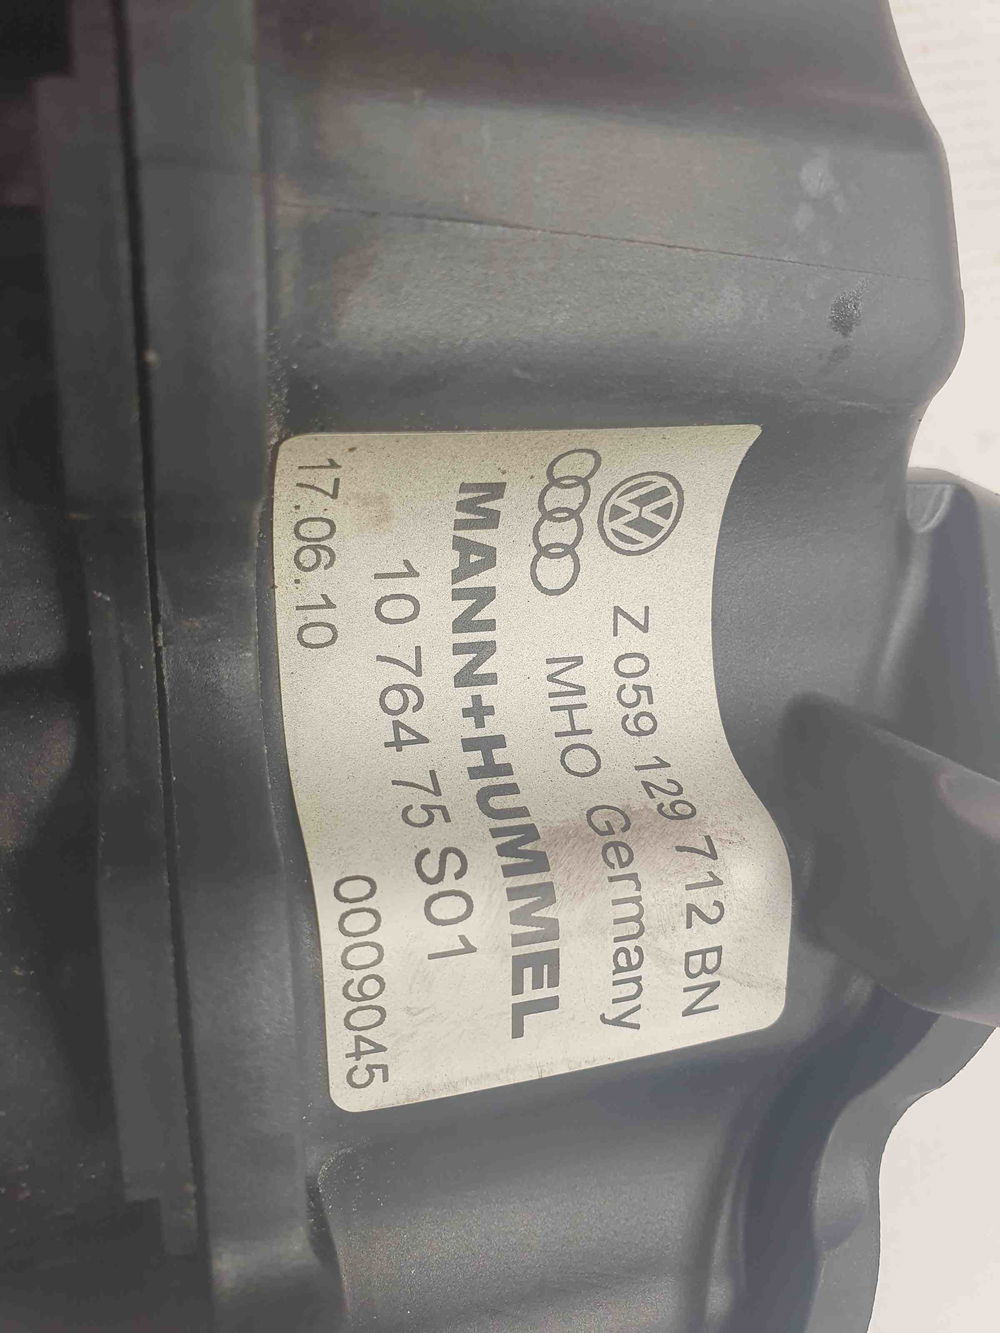 Z 059 129 712 BN
MHO Germany
MANN+HUMMEL
10 764 75 S01
17.06.10 0009045